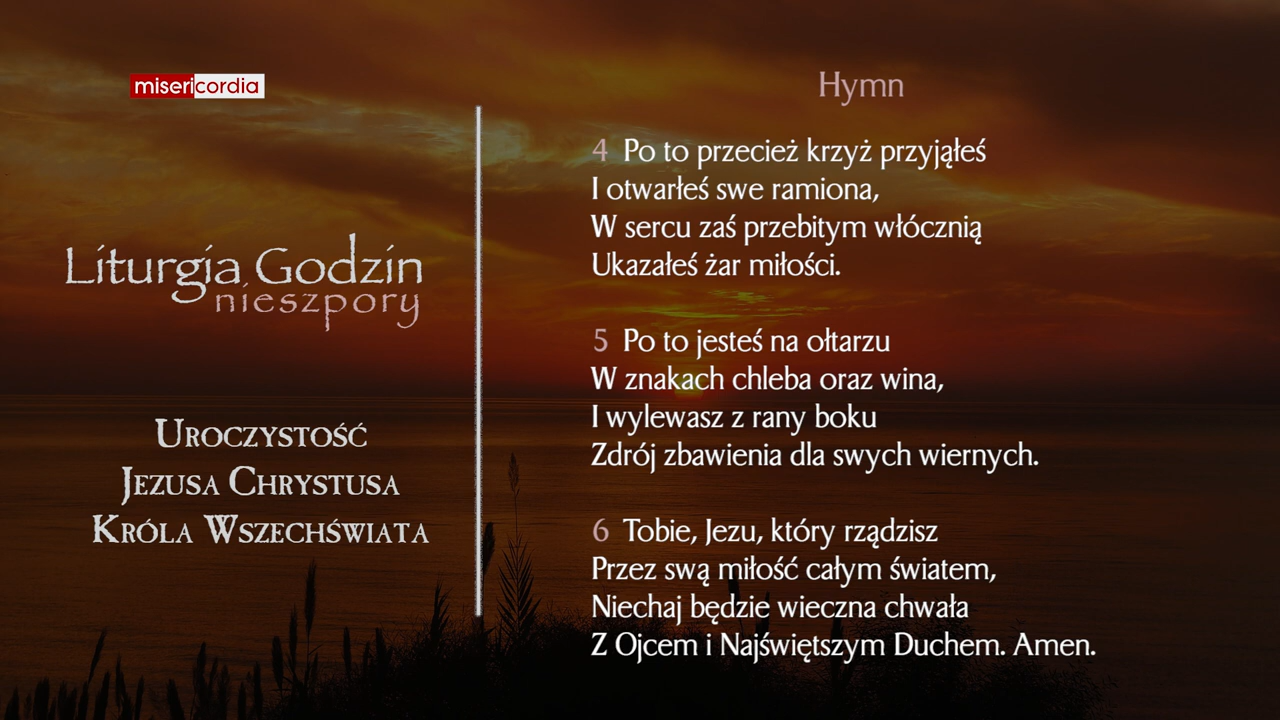 misericordia
Liturgia Godzin
nieszpory
Uroczystość
Jezusa Chrystusa
Króla Wszechświata
Hymn
4 Po to przecież krzyż przyjąłeś
I otwarłeś swe ramiona,
W sercu zaś przebitym włócznią
Ukazałeś żar miłości.
5 Po to jesteś na ołtarzu
W znakach chleba oraz wina,
I wylewasz z rany boku
Zdrój zbawienia dla swych wiernych.
6 Tobie, Jezu, który rządzisz
Przez swą miłość całym światem,
Niechaj będzie wieczna chwała
Z Ojcem i Najświętszym Duchem. Amen.